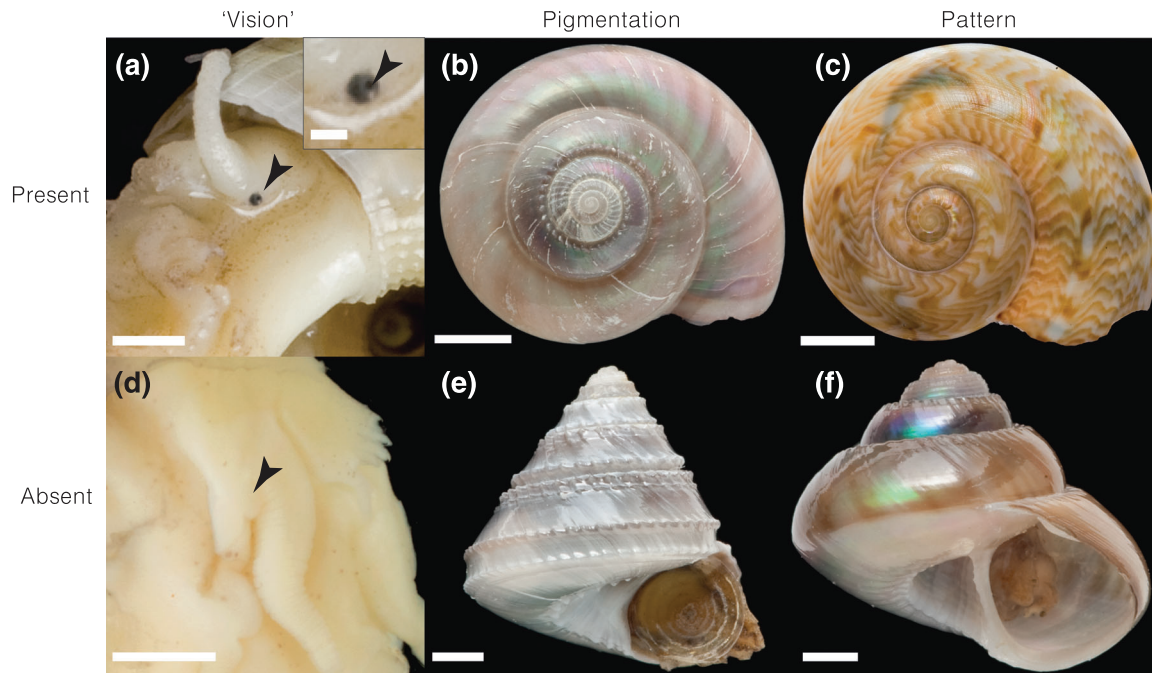 ‘Vision’ Pigmentation Pattern
Present
(a) (b) (c)
Absent
(d) (e) (f)